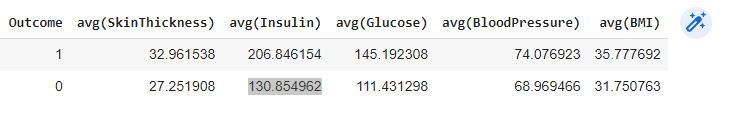 Outcome avg(SkinThickness) avg(Insulin) avg(Glucose) avg(BloodPressure) avg(BMI)
1 32.961538 206.846154 145.192308 74.076923 35.777692
0 27.251908 130.854962 111.431298 68.969466 31.750763